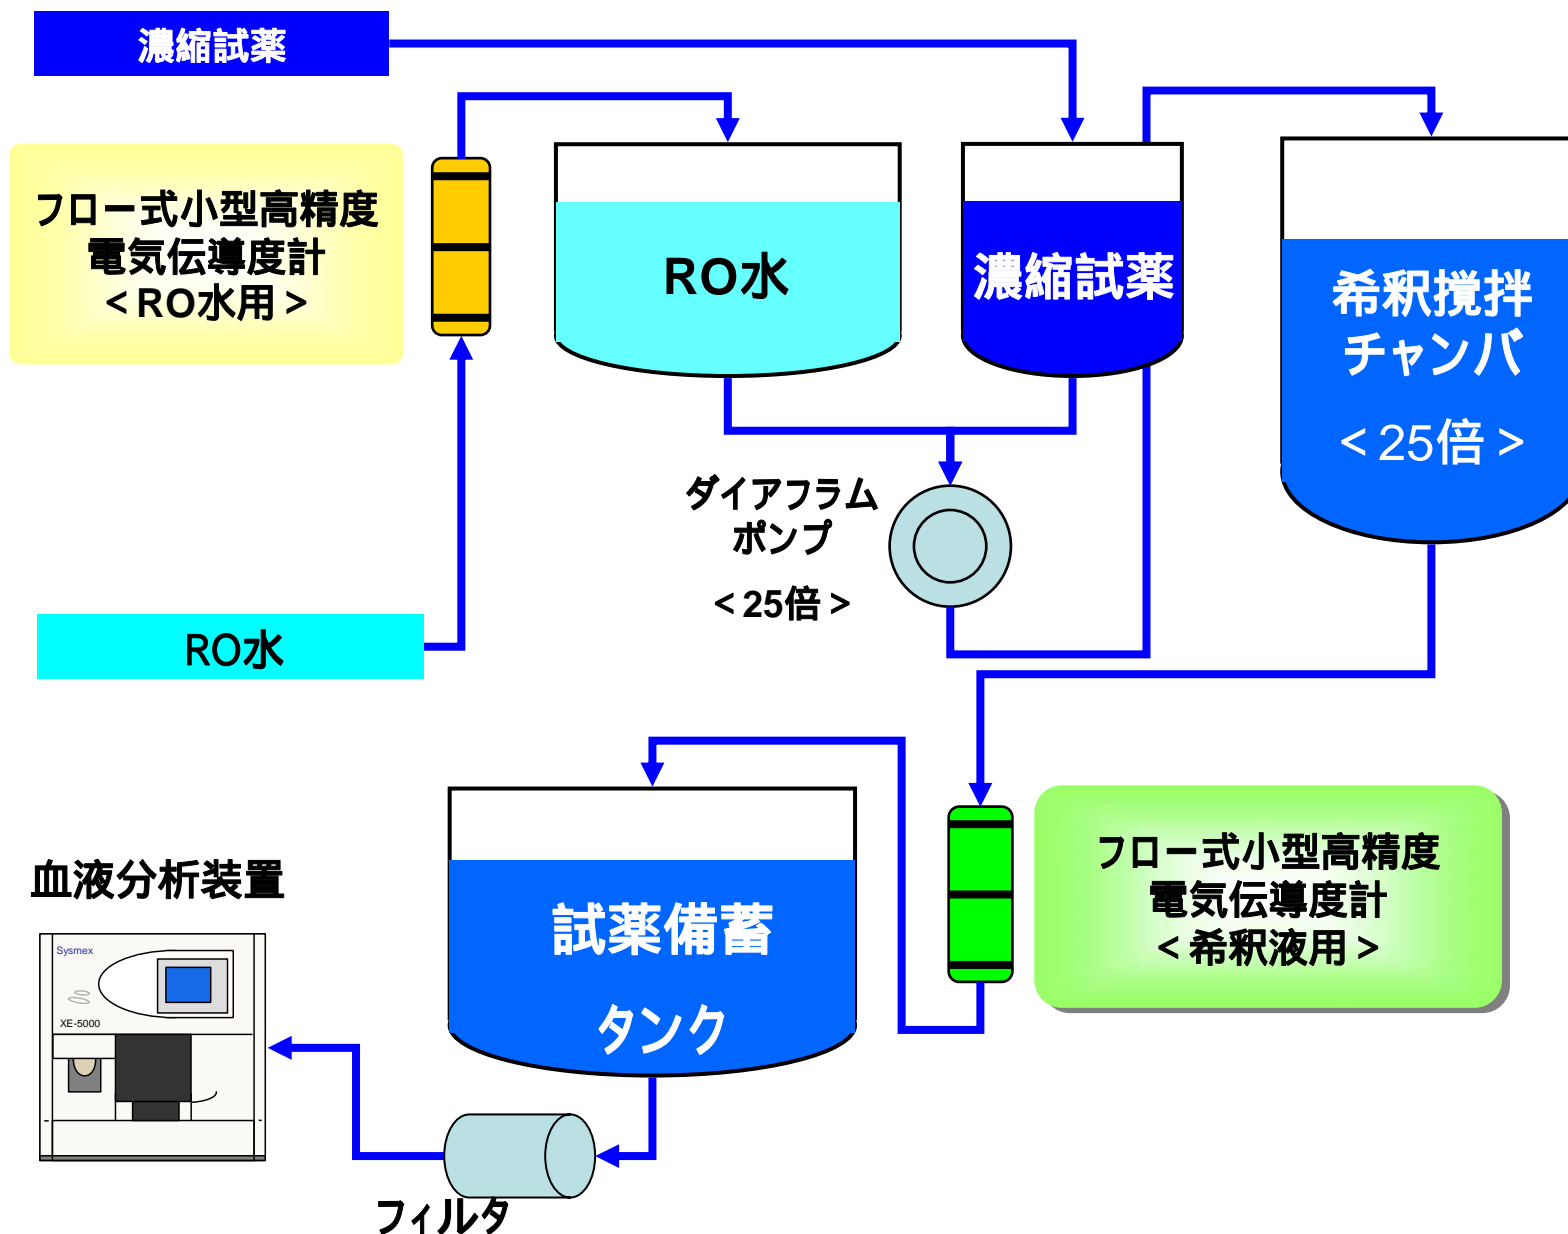 濃縮試薬
フロー式小型高精度
電気伝導度計
<RO水用>
RO水
濃縮試薬
希釈撹拌
チャンバ
<25倍>
ダイアフラム
ポンプ
<25倍>
RO水
フロー式小型高精度
電気伝導度計
<希釈液用>
試薬備蓄
タンク
血液分析装置
Sysmex
XE-5000
フィルタ